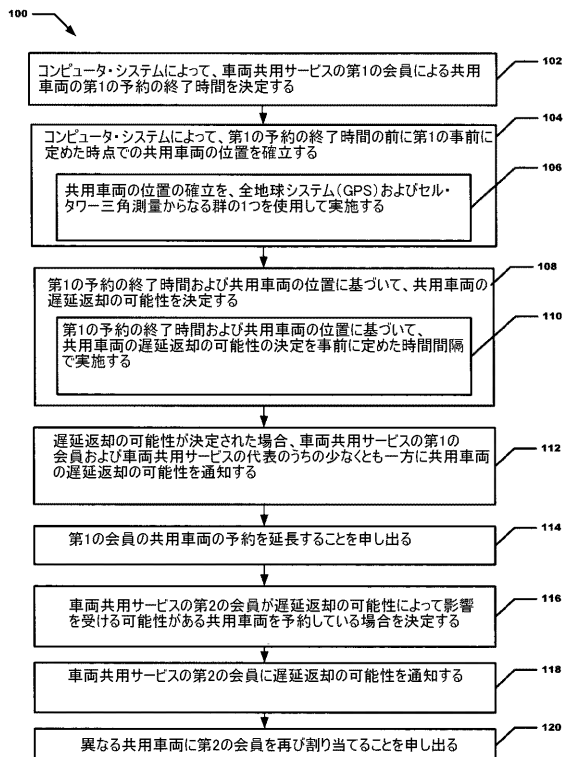 100
コンピュータ・システムによって、車両共用サービスの第1の会員による共用
車両の第1の予約の終了時間を決定する
102
コンピュータ・システムによって、第1の予約の終了時間の前に第1の事前に
定めた時点での共用車両の位置を確立する
104
共用車両の位置の確立を、全地球システム(GPS)およびセル・
タワー三角測量からなる群の1つを使用して実施する
106
第1の予約の終了時間および共用車両の位置に基づいて、共用車両の
遅延返却の可能性を決定する
108
第1の予約の終了時間および共用車両の位置に基づいて、
共用車両の遅延返却の可能性の決定を事前に定めた時間間隔
で実施する
110
遅延返却の可能性が決定された場合、車両共用サービスの第1の
会員および車両共用サービスの代表のうちの少なくとも一方に共用車両
の遅延返却の可能性を通知する
112
第1の会員の共用車両の予約を延長することを申し出る
114
車両共用サービスの第2の会員が遅延返却の可能性によって影響
を受ける可能性がある共用車両を予約している場合を決定する
116
車両共用サービスの第2の会員に遅延返却の可能性を通知する
118
異なる共用車両に第2の会員を再び割り当てることを申し出る
120